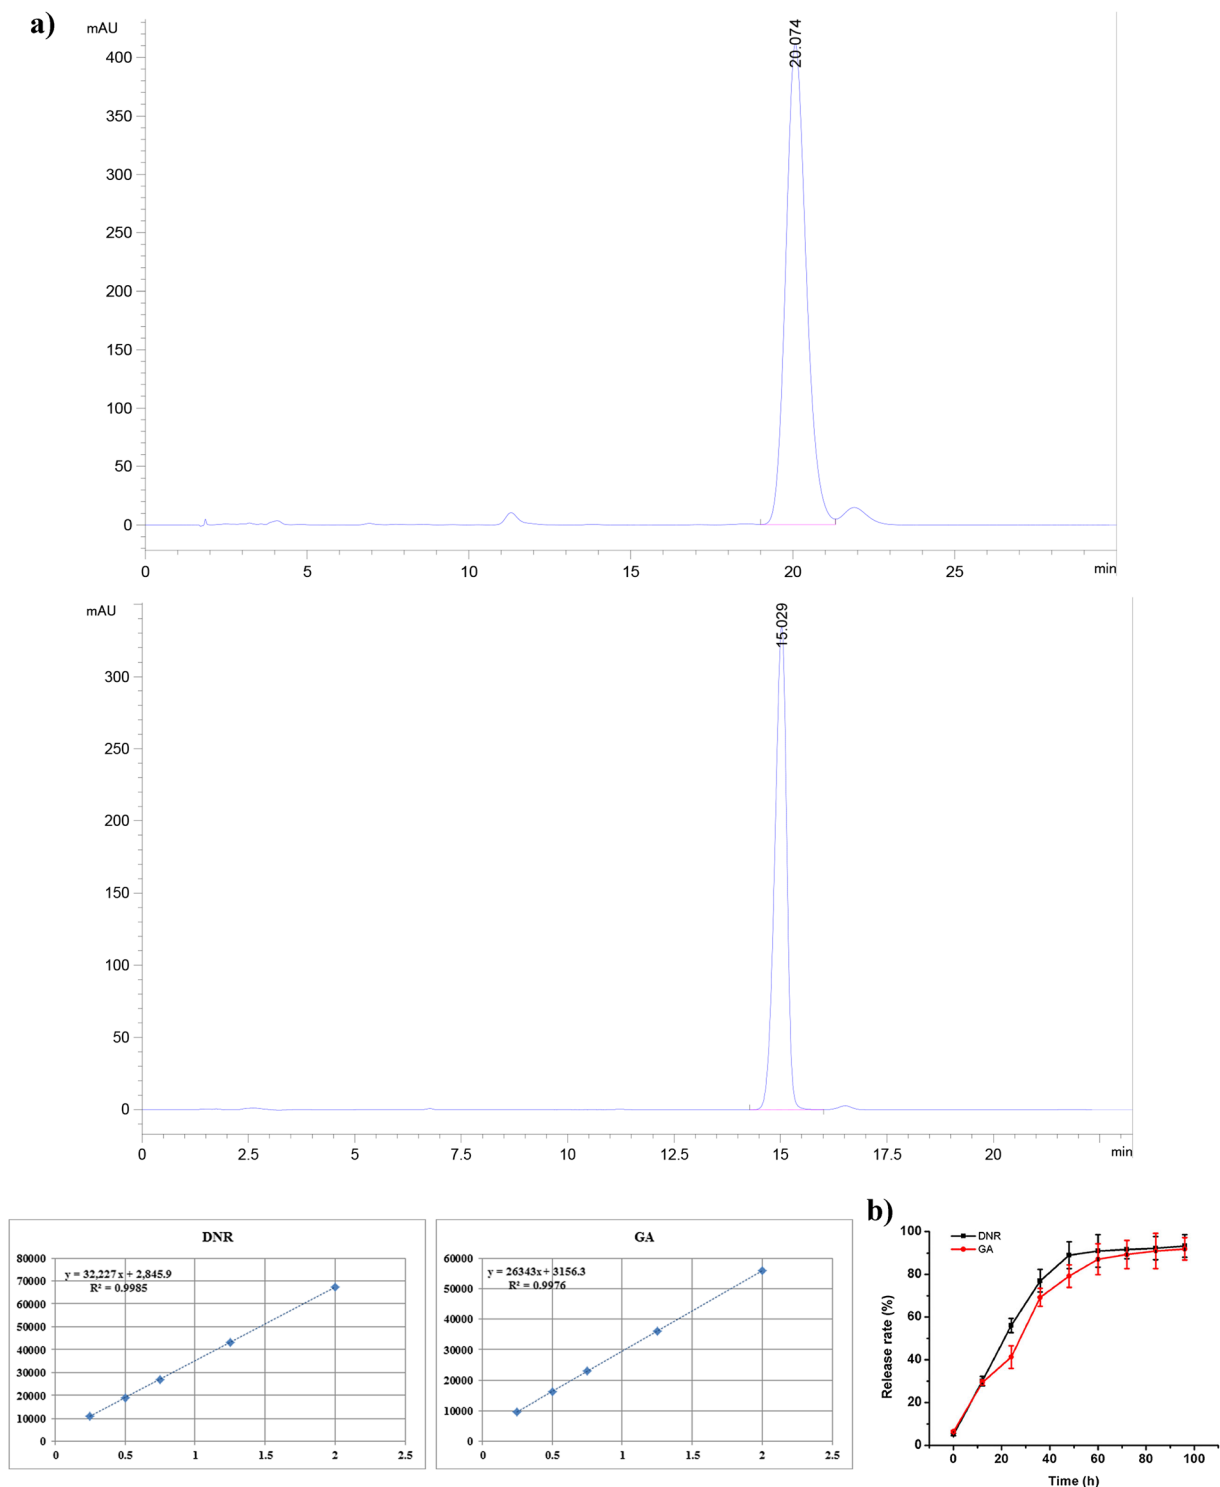 a)
mAU
20.074
400
350
300
250
200
150
100
50
0
0 5 10 15 20 25 min
mAU
15.029
300
250
200
150
100
50
0
0 2.5 5 7.5 10 12.5 15 17.5 20 min
DNR
y = 32,227x + 2,845.9
R² = 0.9985
80000
70000
60000
50000
40000
30000
20000
10000
0
0 0.5 1 1.5 2 2.5
GA
y = 26343x + 3156.3
R² = 0.9976
60000
50000
40000
30000
20000
10000
0
0 0.5 1 1.5 2 2.5
b)
DNR
GA
Release rate (%)
100
80
60
40
20
0
0 20 40 60 80 100
Time (h)